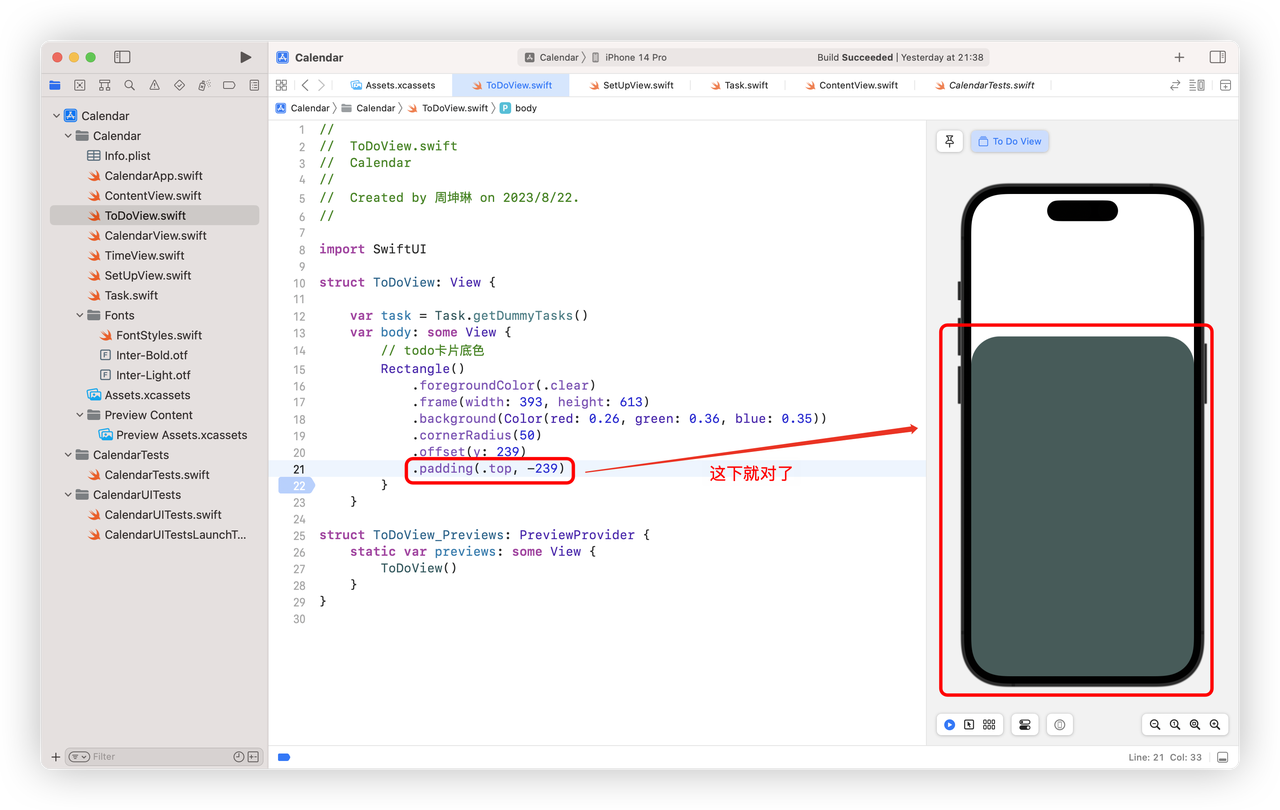 Calendar
Calendar 〉 iPhone 14 Pro
Build Succeeded | Yesterday at 21:38
Assets.xcassets
ToDoView.swift
SetUpView.swift
Task.swift
ContentView.swift
CalendarTests.swift
Calendar 〉 Calendar 〉 ToDoView.swift 〉 P body
Calendar
Calendar
Info.plist
CalendarApp.swift
ContentView.swift
ToDoView.swift
CalendarView.swift
TimeView.swift
SetUpView.swift
Task.swift
Fonts
FontStyles.swift
F Inter-Bold.otf
F Inter-Light.otf
Assets.xcassets
Preview Content
Preview Assets.xcassets
CalendarTests
CalendarTests.swift
CalendarUITests
CalendarUITests.swift
CalendarUITestsLaunchT...
Filter
1 //
2 //  ToDoView.swift
3 //  Calendar
4 //
5 //  Created by 周坤琳 on 2023/8/22.
6 //
7
8 import SwiftUI
9
10 struct ToDoView: View {
11
12     var task = Task.getDummyTasks()
13     var body: some View {
14         // todo卡片底色
15         Rectangle()
16             .foregroundColor(.clear)
17             .frame(width: 393, height: 613)
18             .background(Color(red: 0.26, green: 0.36, blue: 0.35))
19             .cornerRadius(50)
20             .offset(y: 239)
21             .padding(.top, -239)
22         }
23     }
24
25 struct ToDoView_Previews: PreviewProvider {
26     static var previews: some View {
27         ToDoView()
28     }
29 }
30
这下就对了
To Do View
Line: 21 Col: 33